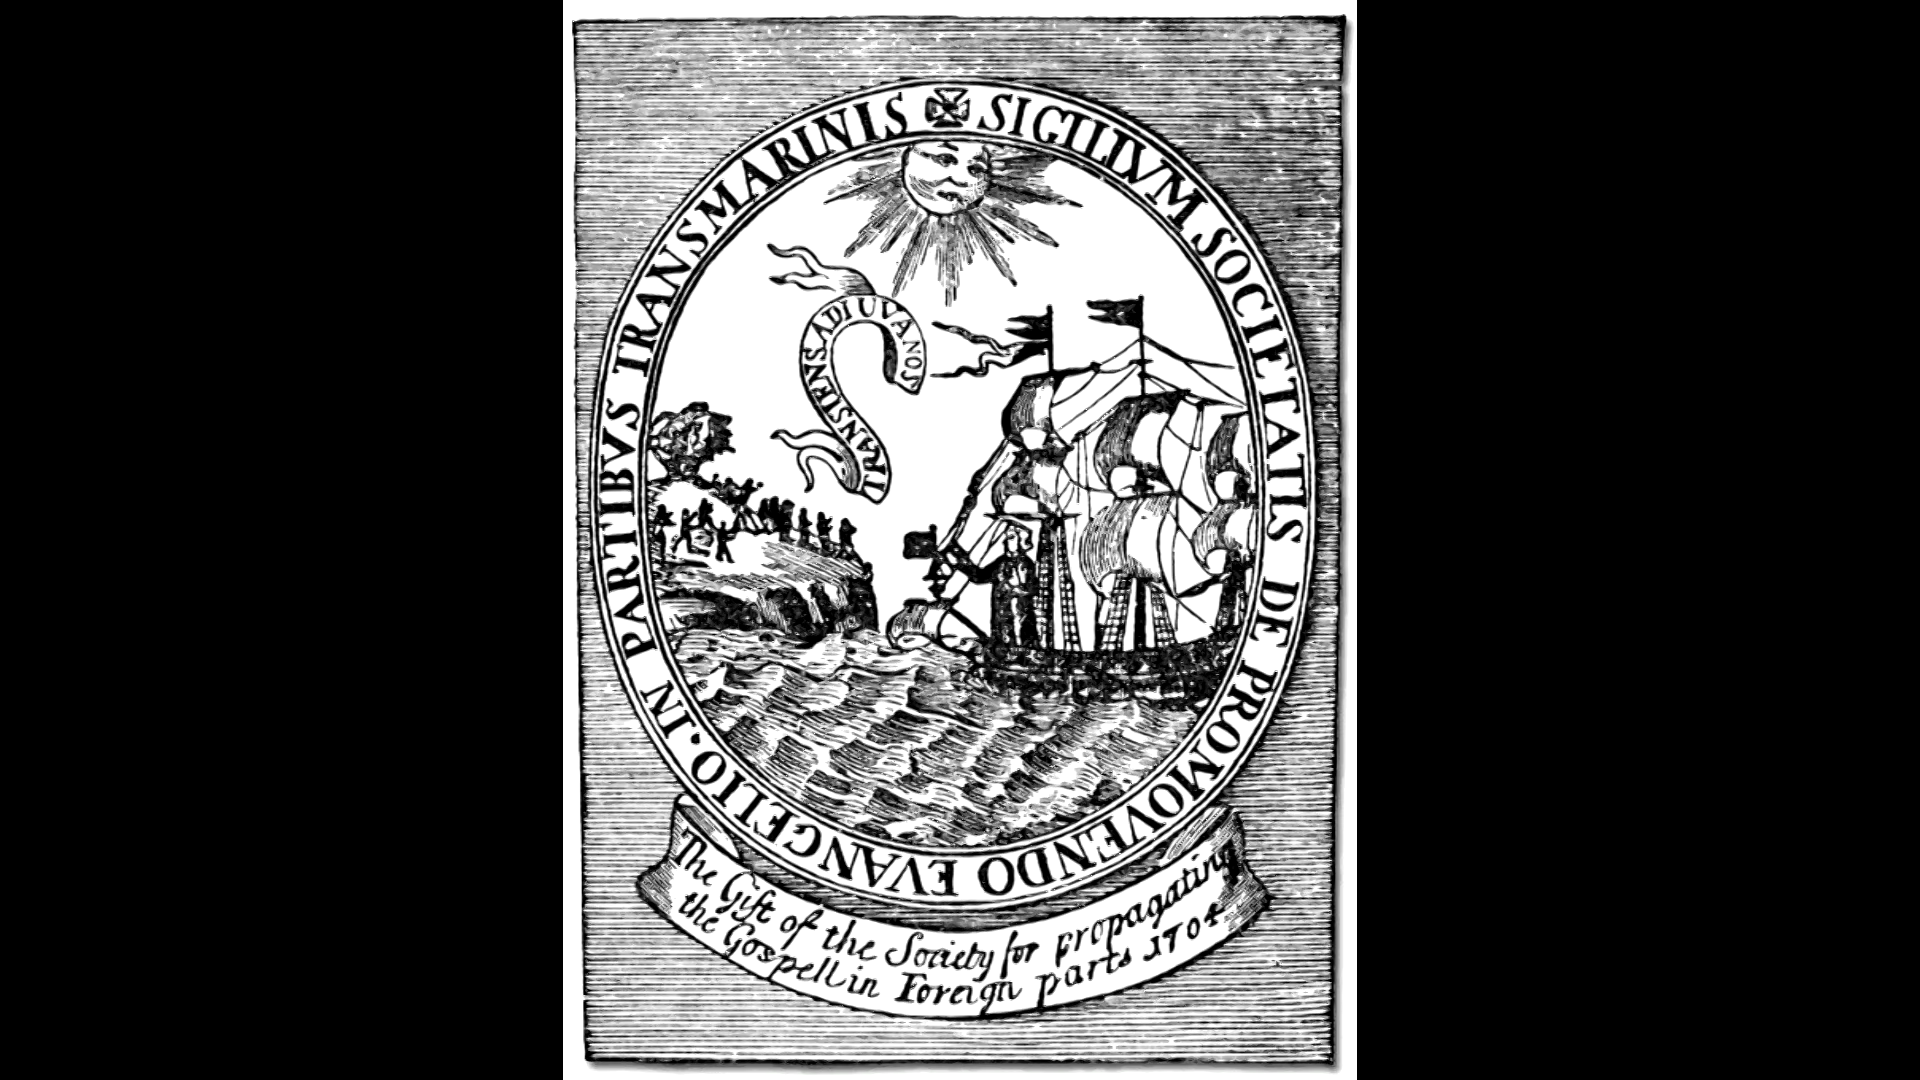 ✠ SIGILLVM SOCIETATIS DE PROMOVENDO EVANGELIO. IN PARTIBVS TRANSMARINIS
TRANSIENS. ADIUVA NOS
The Gift of the Society for propagating
the Gospell in Foreign parts 1704